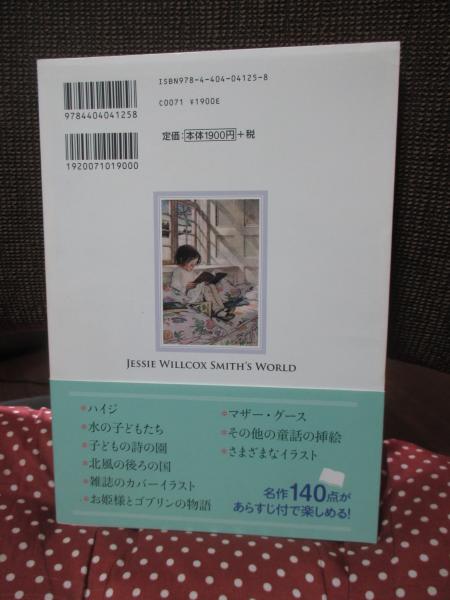 ISBN978-4-404-04125-8
C0071 ¥1900E
定価:本体1900円+税
9784404041258
1920071019000
JESSIE WILLCOX SMITH'S WORLD
*ハイジ
*水の子どもたち
*子どもの詩の園
*北風の後ろの国
*雑誌のカバーイラスト
*お姫様とゴブリンの物語
*マザー・グース
*その他の童話の挿絵
*さまざまなイラスト
名作140点が
あらすじ付で楽しめる!